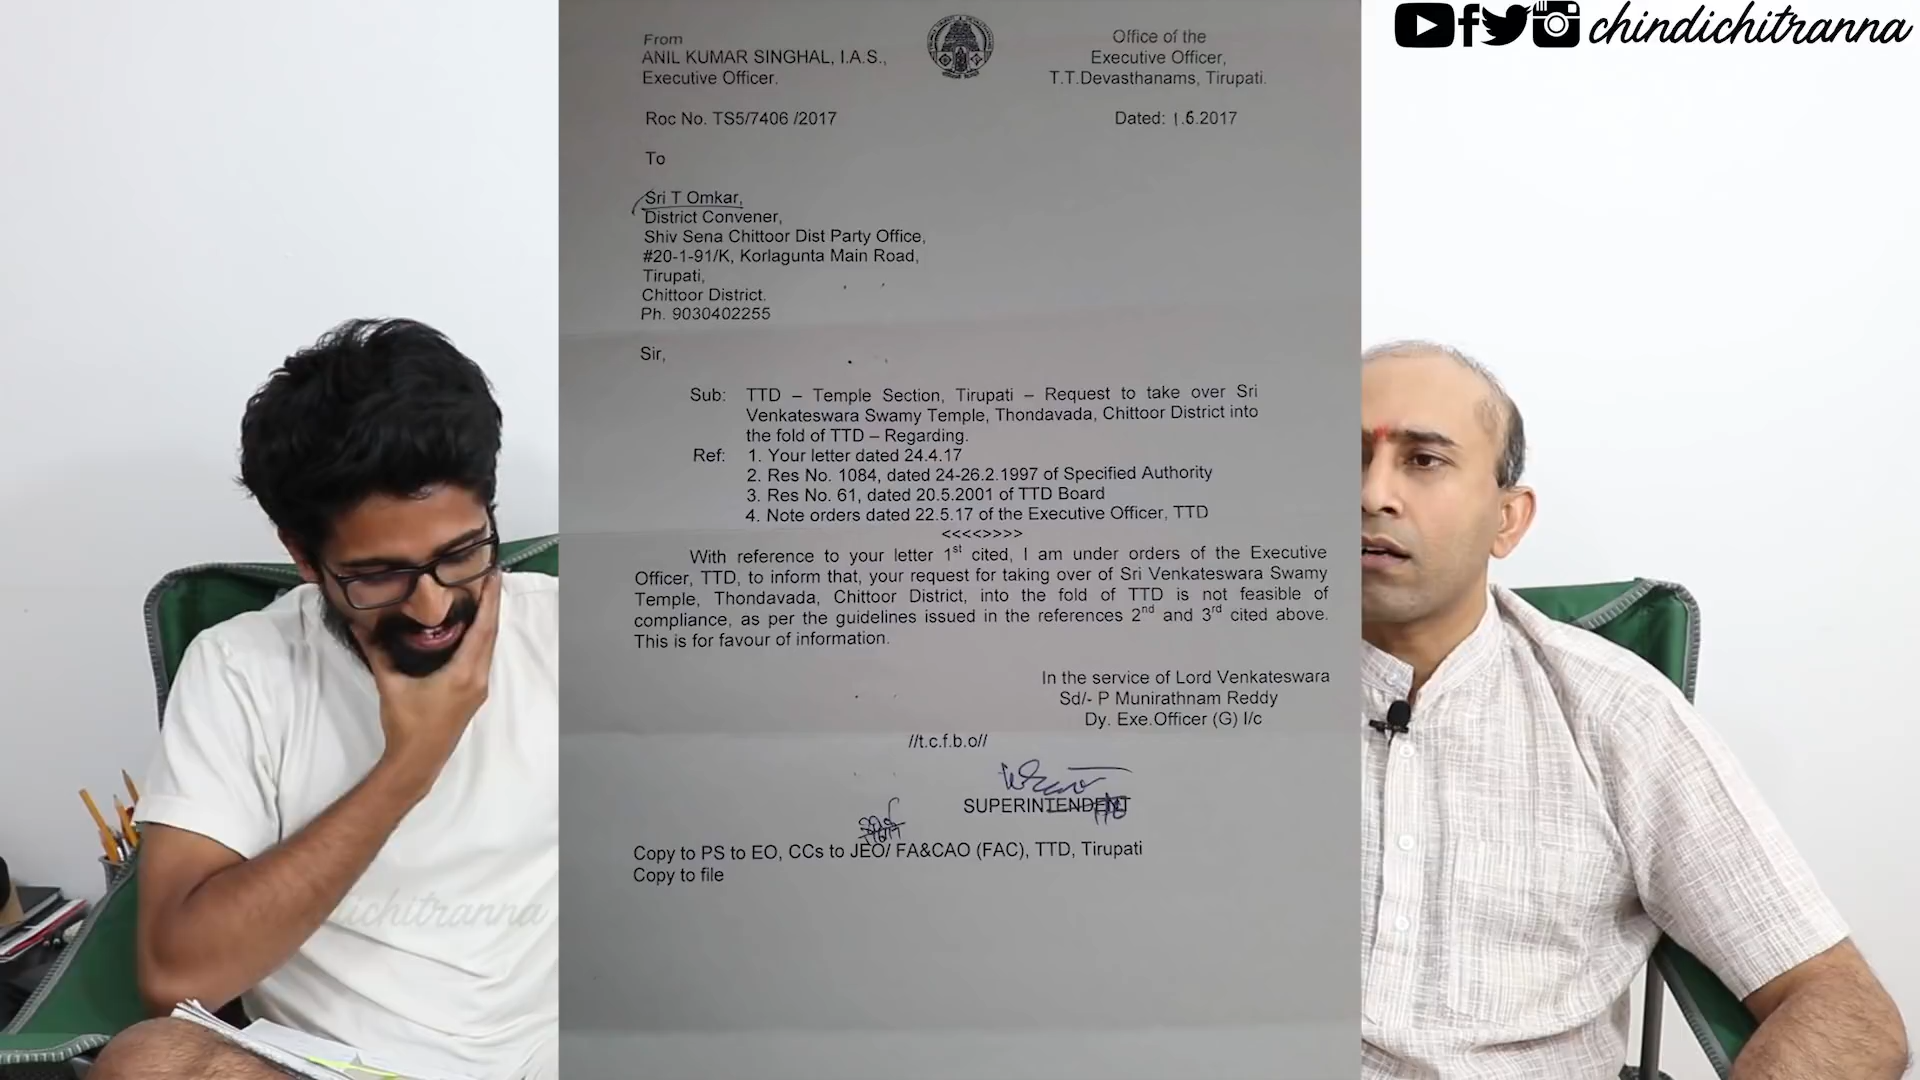 chindichitranna
From
ANIL KUMAR SINGHAL, I.A.S.,
Executive Officer.
Office of the
Executive Officer,
T.T.Devasthanams, Tirupati.
Roc No. TS5/7406 /2017
Dated: 1.6.2017
To
Sri T Omkar,
District Convener,
Shiv Sena Chittoor Dist Party Office,
#20-1-91/K, Korlagunta Main Road,
Tirupati,
Chittoor District.
Ph. 9030402255
Sir,
Sub: TTD – Temple Section, Tirupati – Request to take over Sri
Venkateswara Swamy Temple, Thondavada, Chittoor District into
the fold of TTD – Regarding.
Ref: 1. Your letter dated 24.4.17
2. Res No. 1084, dated 24-26.2.1997 of Specified Authority
3. Res No. 61, dated 20.5.2001 of TTD Board
4. Note orders dated 22.5.17 of the Executive Officer, TTD
<<<<>>>>
With reference to your letter 1st cited, I am under orders of the Executive
Officer, TTD, to inform that, your request for taking over of Sri Venkateswara Swamy
Temple, Thondavada, Chittoor District, into the fold of TTD is not feasible of
compliance, as per the guidelines issued in the references 2nd and 3rd cited above.
This is for favour of information.
In the service of Lord Venkateswara
Sd/- P Munirathnam Reddy
Dy. Exe.Officer (G) I/c
//t.c.f.b.o//
SUPERINTENDENT
Copy to PS to EO, CCs to JEO/ FA&CAO (FAC), TTD, Tirupati
Copy to file
chindichitranna